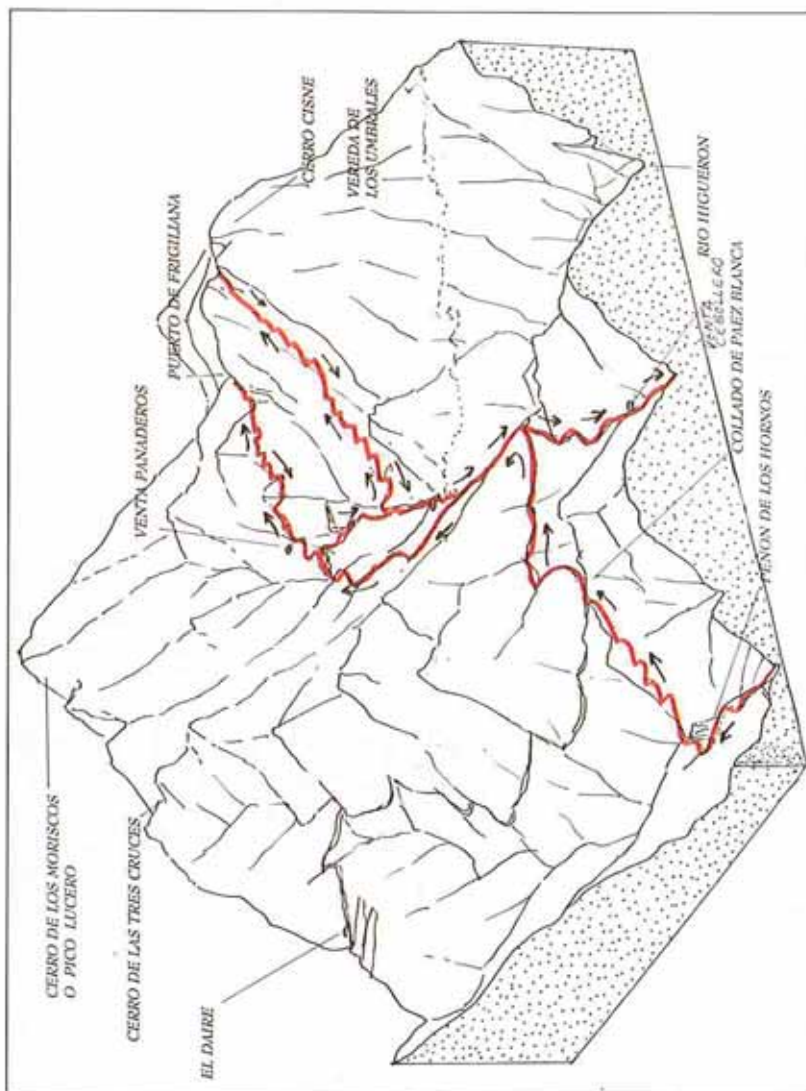 CERRO DE LOS MORISCOS
O PICO LUCERO
CERRO DE LAS TRES CRUCES
VENTA PANADEROS
PUERTO DE FRIGILIANA
EL DAIRE
CERRO CISNE
VEREDA DE
LOS UMBRALES
RIO HIGUERON
VENTA
CEBOLLERO
COLLADO DE PAEZ BLANCA
PEÑON DE LOS HORNOS